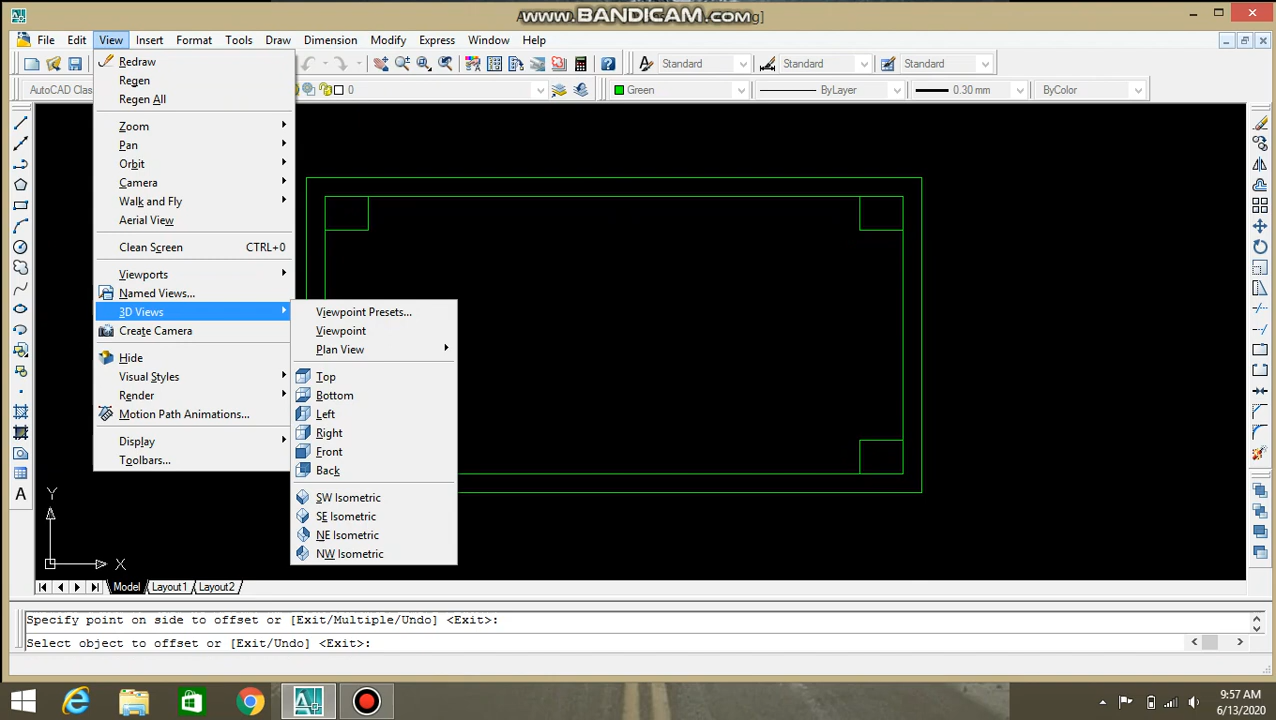 A
www.BANDICAM.com
g]
File Edit View Insert Format Tools Draw Dimension Modify Express Window Help
Standard Standard Standard
AutoCAD Clas 0 Green ByLayer 0.30 mm ByColor
Redraw
Regen
Regen All
Zoom
Pan
Orbit
Camera
Walk and Fly
Aerial View
Clean Screen CTRL+0
Viewports
Named Views...
3D Views
Create Camera
Hide
Visual Styles
Render
Motion Path Animations...
Display
Toolbars...
Viewpoint Presets...
Viewpoint
Plan View
Top
Bottom
Left
Right
Front
Back
SW Isometric
SE Isometric
NE Isometric
NW Isometric
A
Y
X
Model Layout1 Layout2
Specify point on side to offset or [Exit/Multiple/Undo] <Exit>:
Select object to offset or [Exit/Undo] <Exit>:
9:57 AM
6/13/2020